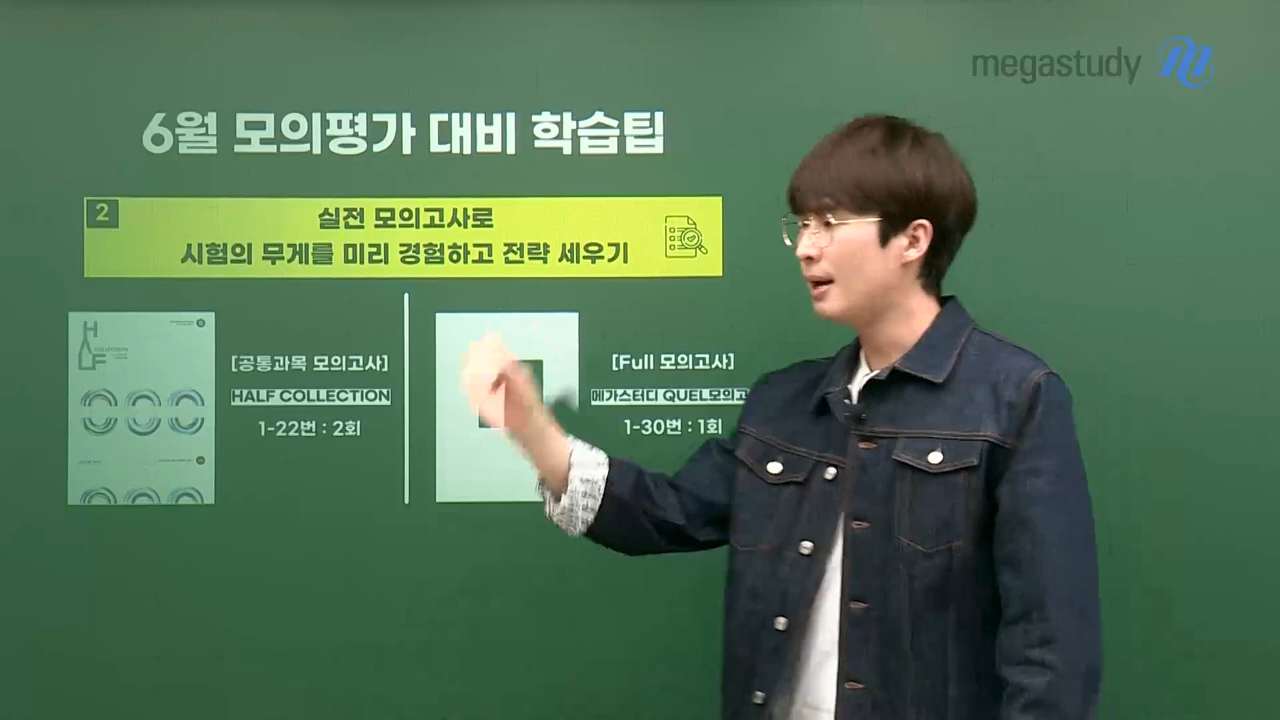 megastudy
6월 모의평가 대비 학습팁
2
실전 모의고사로
시험의 무게를 미리 경험하고 전략 세우기
HALF
COLLECTION
[공통과목 모의고사]
HALF COLLECTION
1-22번 : 2회
[Full 모의고사]
메가스터디 QUEL모의고
1-30번 : 1회